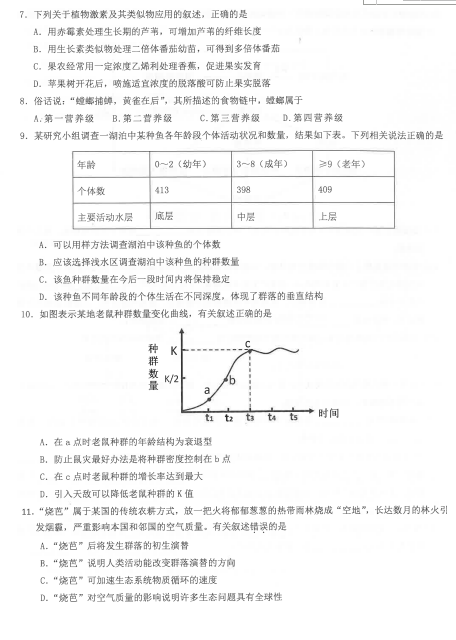 7. 下列关于植物激素及其类似物应用的叙述，正确的是
A. 用赤霉素处理生长期的芦苇，可增加芦苇的纤维长度
B. 用生长素类似物处理二倍体番茄幼苗，可得到多倍体番茄
C. 果农经常用一定浓度乙烯利处理香蕉，促进果实发育
D. 苹果树开花后，喷施适宜浓度的脱落酸可防止果实脱落
8. 俗话说："螳螂捕蝉，黄雀在后"，其所描述的食物链中，螳螂属于
A.第一营养级 B.第二营养级 C.第三营养级 D.第四营养级
9. 某研究小组调查一湖泊中某种鱼各年龄段个体活动状况和数量，结果如下表。下列相关说法正确的是
年龄 0~2（幼年） 3~8（成年） ≥9（老年）
个体数 413 398 409
主要活动水层 底层 中层 上层
A. 可以用样方法调查湖泊中该种鱼的个体数
B. 应该选择浅水区调查湖泊中该种鱼的种群数量
C. 该鱼种群数量在今后一段时间内将保持稳定
D. 该种鱼不同年龄段的个体生活在不同深度，体现了群落的垂直结构
10. 如图表示某地老鼠种群数量变化曲线，有关叙述正确的是
种群数量
K
K/2
a
b
c
t1 t2 t3 t4 t5
时间
A. 在 a 点时老鼠种群的年龄结构为衰退型
B. 防止鼠灾最好办法是将种群密度控制在 b 点
C. 在 c 点时老鼠种群的增长率达到最大
D. 引入天敌可以降低老鼠种群的 K 值
11. "烧芭"属于某国的传统农耕方式，放一把火将郁郁葱葱的热带雨林烧成"空地"，长达数月的林火引
发烟霾，严重影响本国和邻国的空气质量。有关叙述错误的是
A. "烧芭"后将发生群落的初生演替
B. "烧芭"说明人类活动能改变群落演替的方向
C. "烧芭"可加速生态系统物质循环的速度
D. "烧芭"对空气质量的影响说明许多生态问题具有全球性